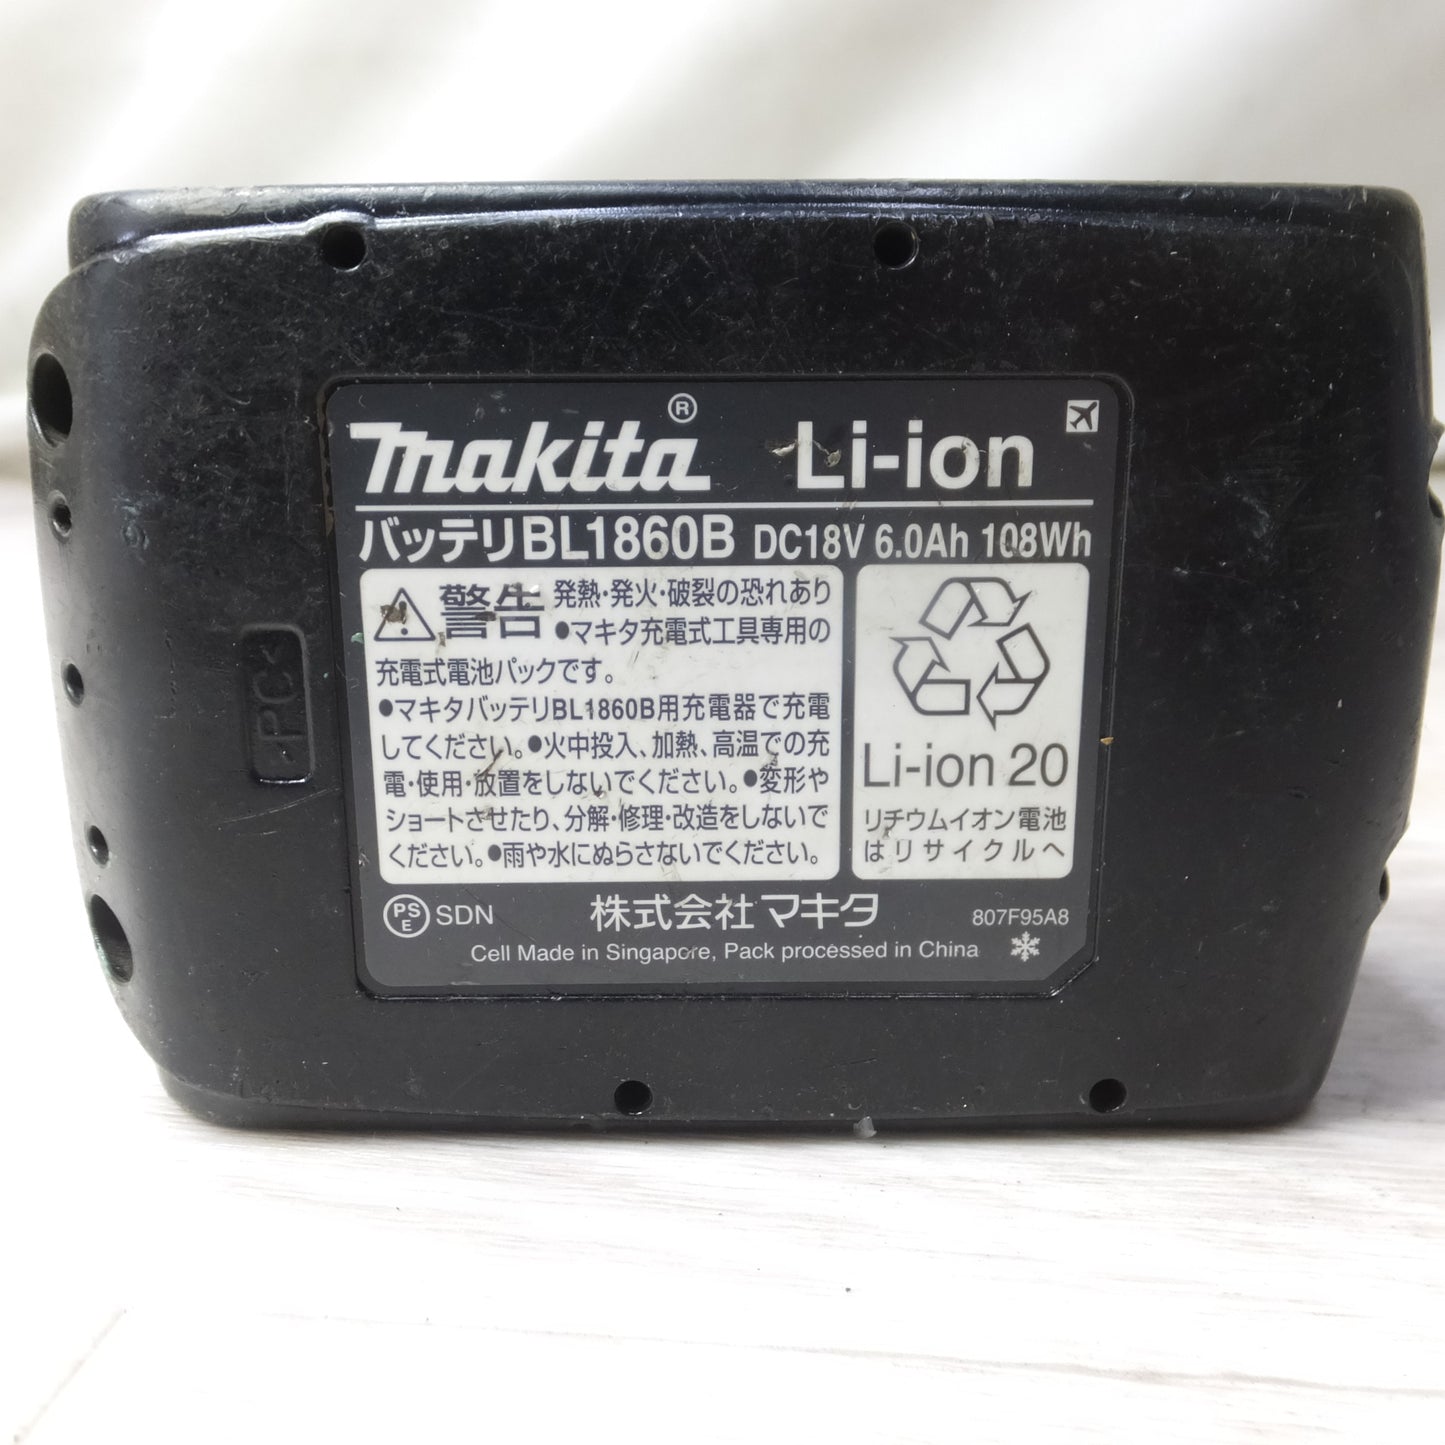 makita® Li-ion
バッテリBL1860B DC18V 6.0Ah 108Wh
警告 発熱・発火・破裂の恐れあり
●マキタ充電式工具専用の
充電式電池パックです。
●マキタバッテリBL1860B用充電器で充電
してください。●火中投入、加熱、高温での充
電・使用・放置をしないでください。●変形や
ショートさせたり、分解・修理・改造をしないで
ください。●雨や水にぬらさないでください。
Li-ion 20
リチウムイオン電池
はリサイクルへ
PSE SDN 株式会社マキタ 807F95A8
Cell Made in Singapore, Pack processed in China
PC